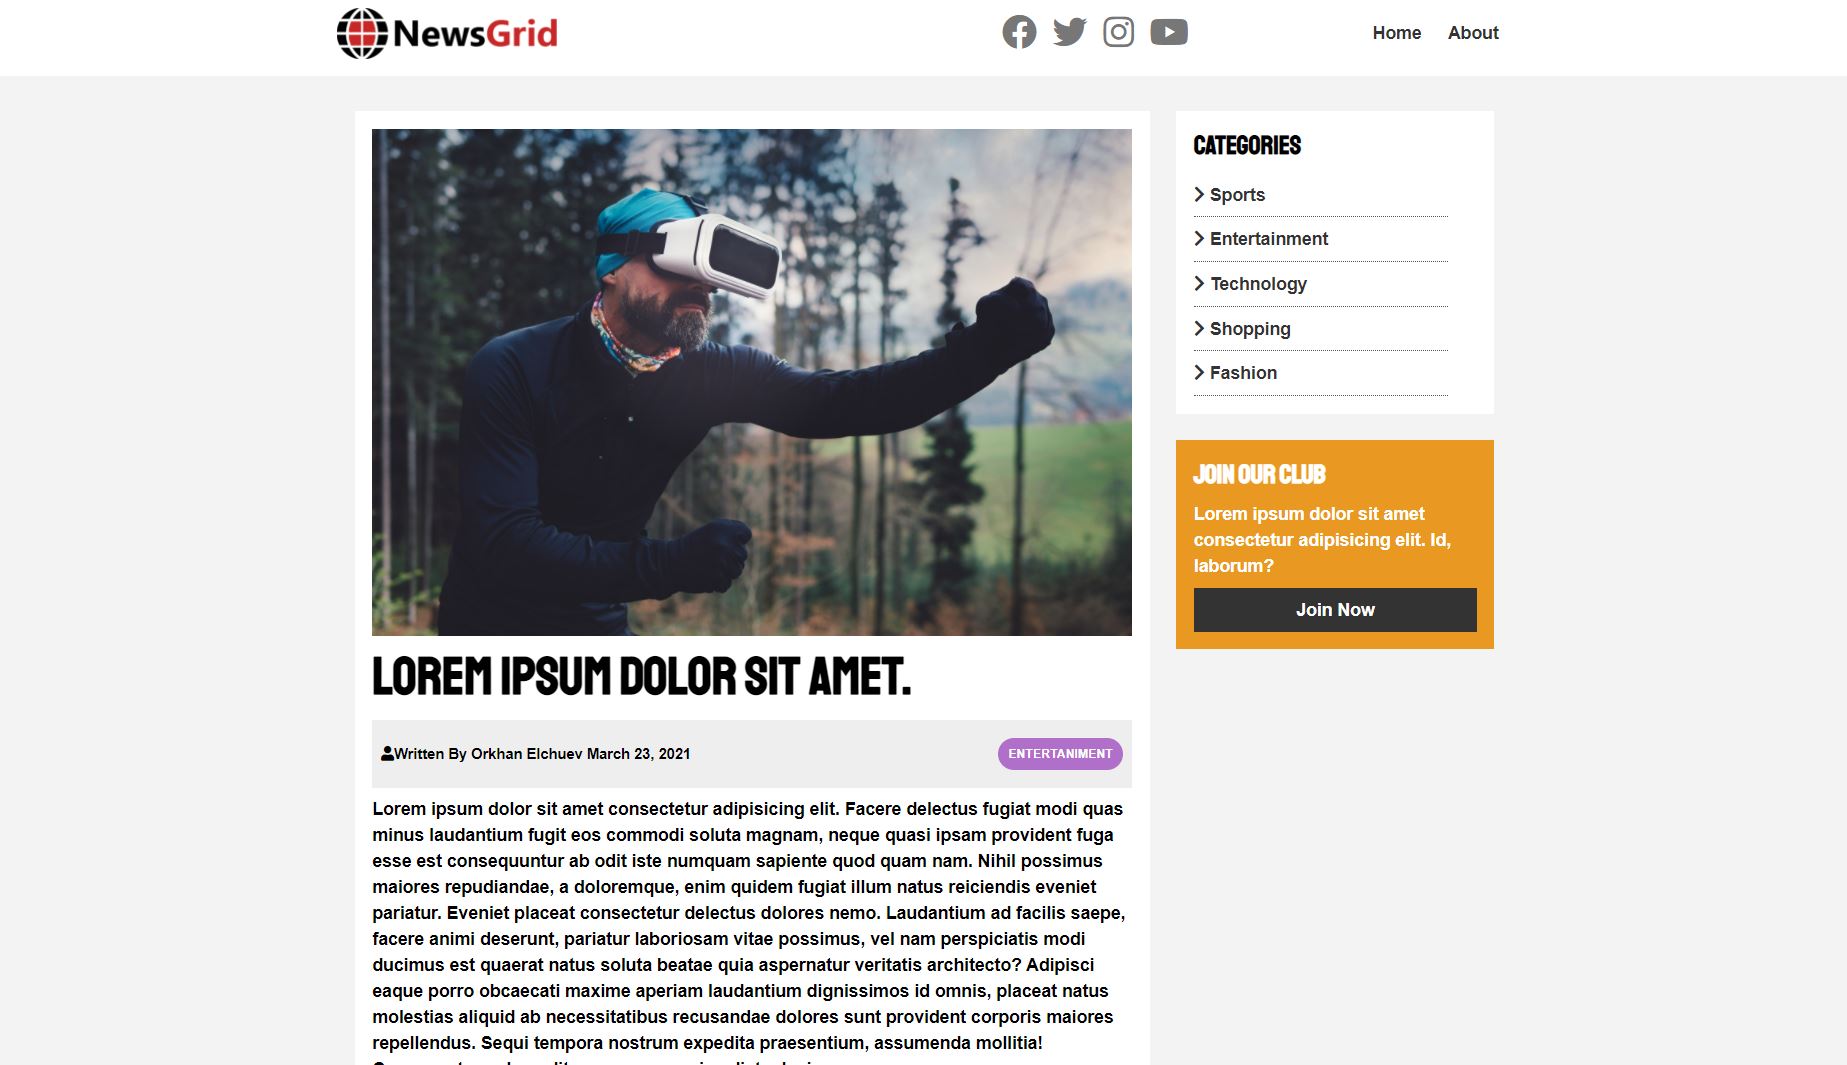 NewsGrid
Home
About
CATEGORIES
Sports
Entertainment
Technology
Shopping
Fashion
JOIN OUR CLUB
Lorem ipsum dolor sit amet
consectetur adipisicing elit. Id,
laborum?
Join Now
LOREM IPSUM DOLOR SIT AMET.
Written By Orkhan Elchuev March 23, 2021
ENTERTANIMENT
Lorem ipsum dolor sit amet consectetur adipisicing elit. Facere delectus fugiat modi quas
minus laudantium fugit eos commodi soluta magnam, neque quasi ipsam provident fuga
esse est consequuntur ab odit iste numquam sapiente quod quam nam. Nihil possimus
maiores repudiandae, a doloremque, enim quidem fugiat illum natus reiciendis eveniet
pariatur. Eveniet placeat consectetur delectus dolores nemo. Laudantium ad facilis saepe,
facere animi deserunt, pariatur laboriosam vitae possimus, vel nam perspiciatis modi
ducimus est quaerat natus soluta beatae quia aspernatur veritatis architecto? Adipisci
eaque porro obcaecati maxime aperiam laudantium dignissimos id omnis, placeat natus
molestias aliquid ab necessitatibus recusandae dolores sunt provident corporis maiores
repellendus. Sequi tempora nostrum expedita praesentium, assumenda mollitia!